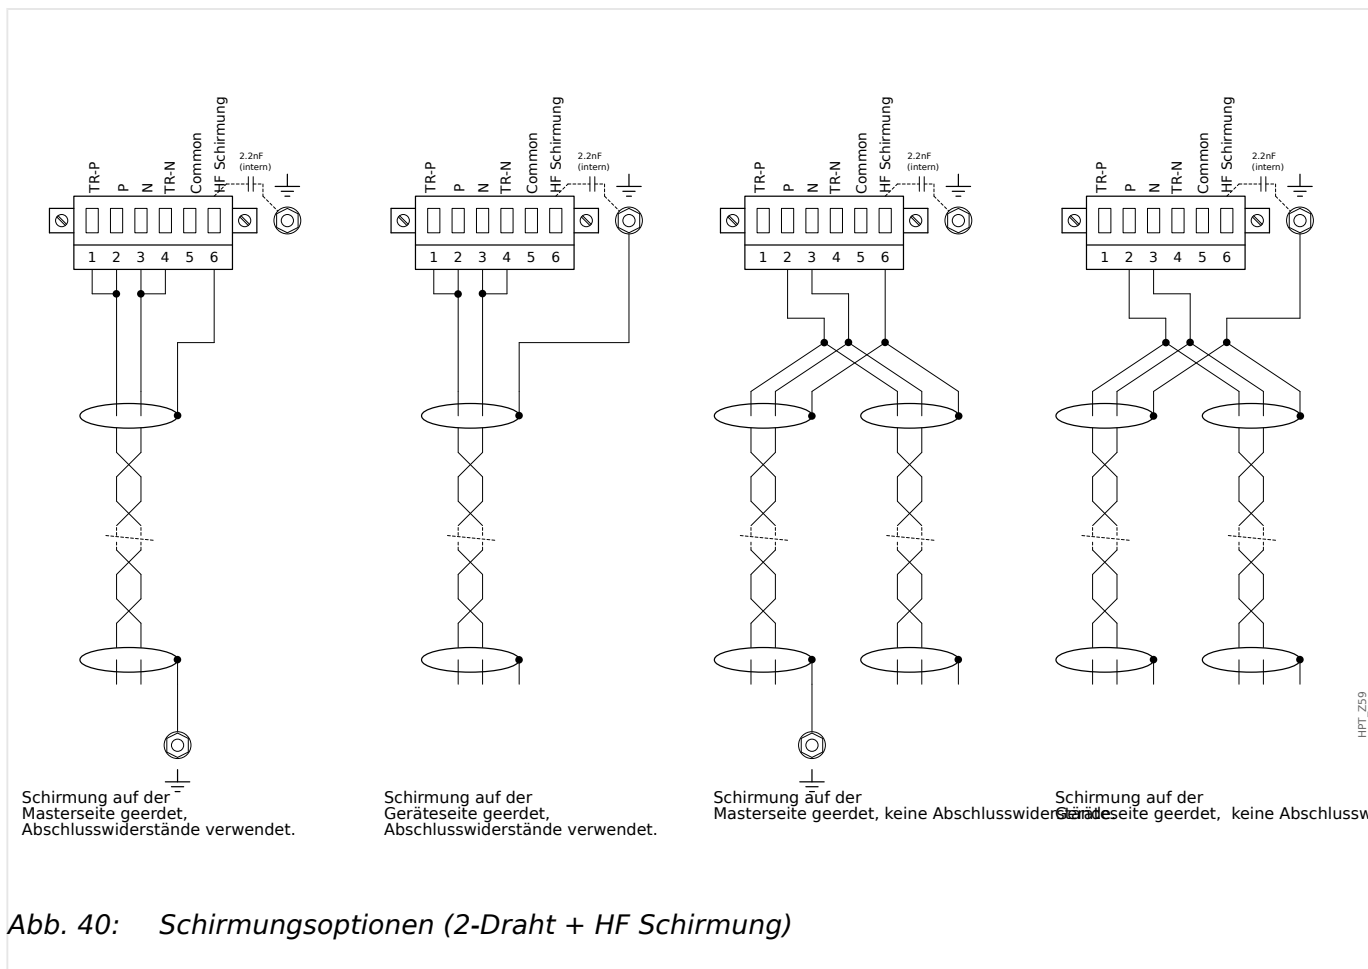 TR-P
P
N
TR-N
Common
HF Schirmung
2.2nF
(intern)
1 2 3 4 5 6
TR-P
P
N
TR-N
Common
HF Schirmung
2.2nF
(intern)
1 2 3 4 5 6
TR-P
P
N
TR-N
Common
HF Schirmung
2.2nF
(intern)
1 2 3 4 5 6
TR-P
P
N
TR-N
Common
HF Schirmung
2.2nF
(intern)
1 2 3 4 5 6
HPT_Z59
Schirmung auf der
Masterseite geerdet,
Abschlusswiderstände verwendet.
Schirmung auf der
Geräteseite geerdet,
Abschlusswiderstände verwendet.
Schirmung auf der
Masterseite geerdet, keine Abschlusswiderstände.
Schirmung auf der
Geräteseite geerdet, keine Abschlussw
Abb. 40: Schirmungsoptionen (2-Draht + HF Schirmung)